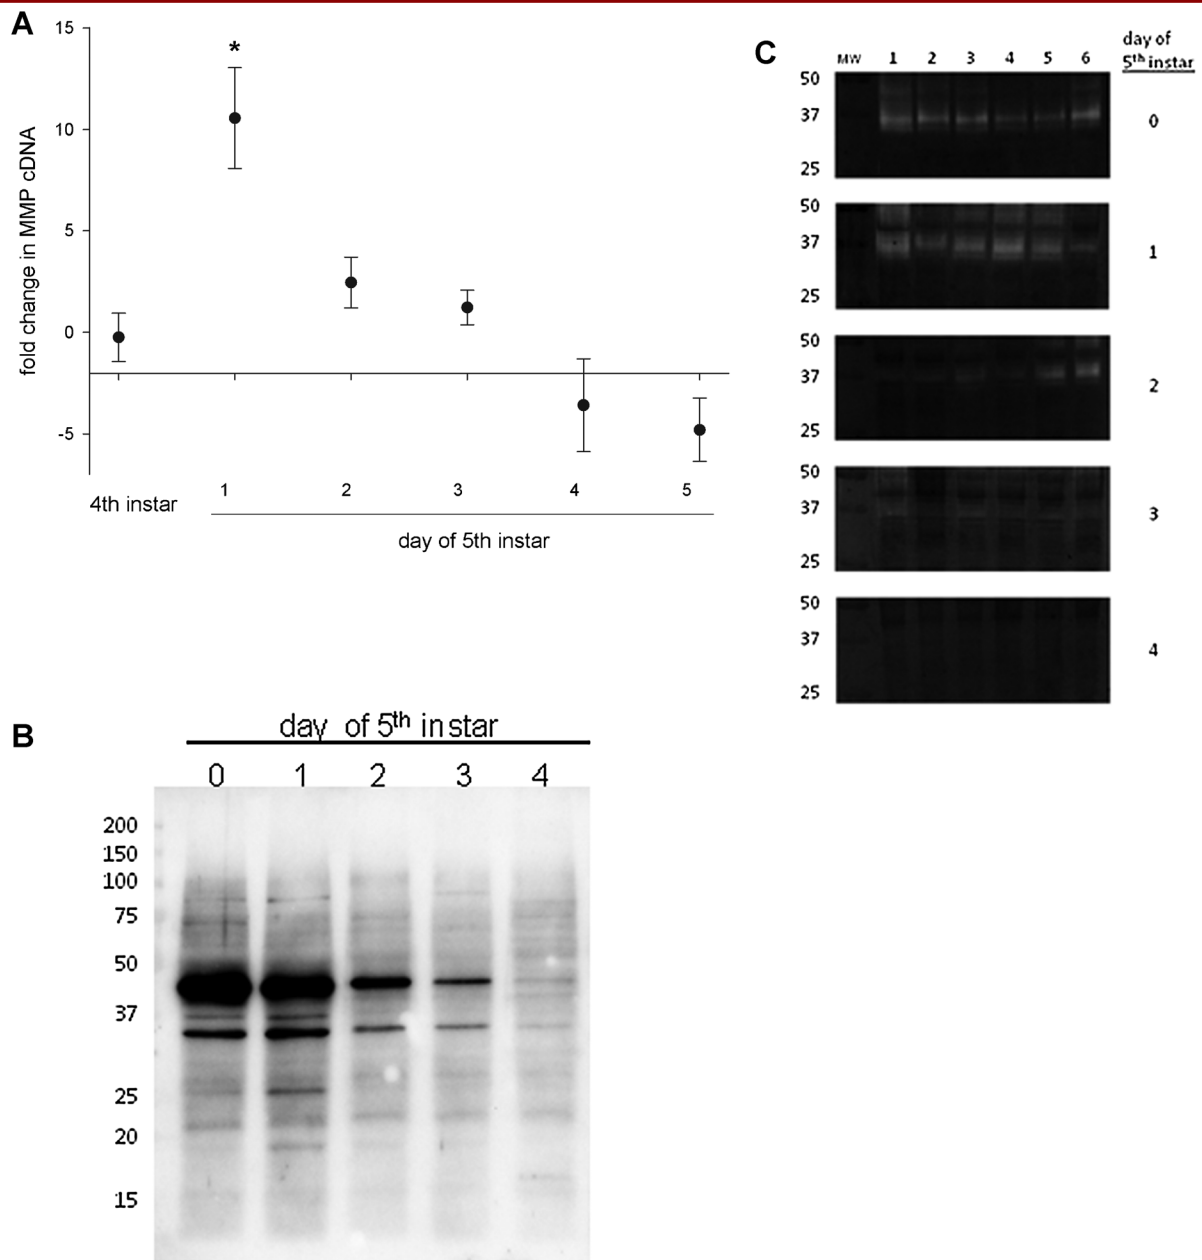 A
15
*
10
5
0
-5
fold change in MMP cDNA
4th instar
1 2 3 4 5
day of 5th instar
C
MW 1 2 3 4 5 6
day of
5th instar
50
37
25
0
50
37
25
1
50
37
25
2
50
37
25
3
50
37
25
4
B
day of 5th instar
0 1 2 3 4
200
150
100
75
50
37
25
20
15